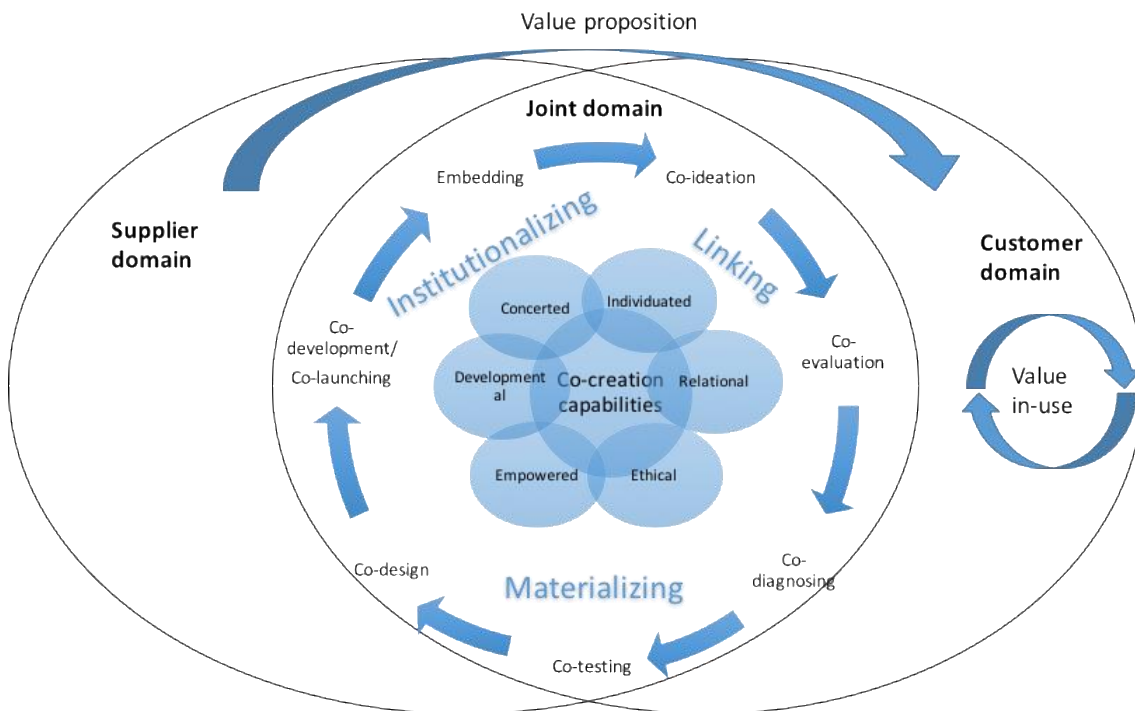 Value proposition
Joint domain
Embedding
Co-ideation
Supplier
domain
Institutionalizing
Linking
Customer
domain
Concerted
Individuated
Co-
development/
Co-launching
Co-
evaluation
Development
al
Co-creation
capabilities
Relational
Value
in-use
Empowered
Ethical
Co-design
Co-
diagnosing
Materializing
Co-testing